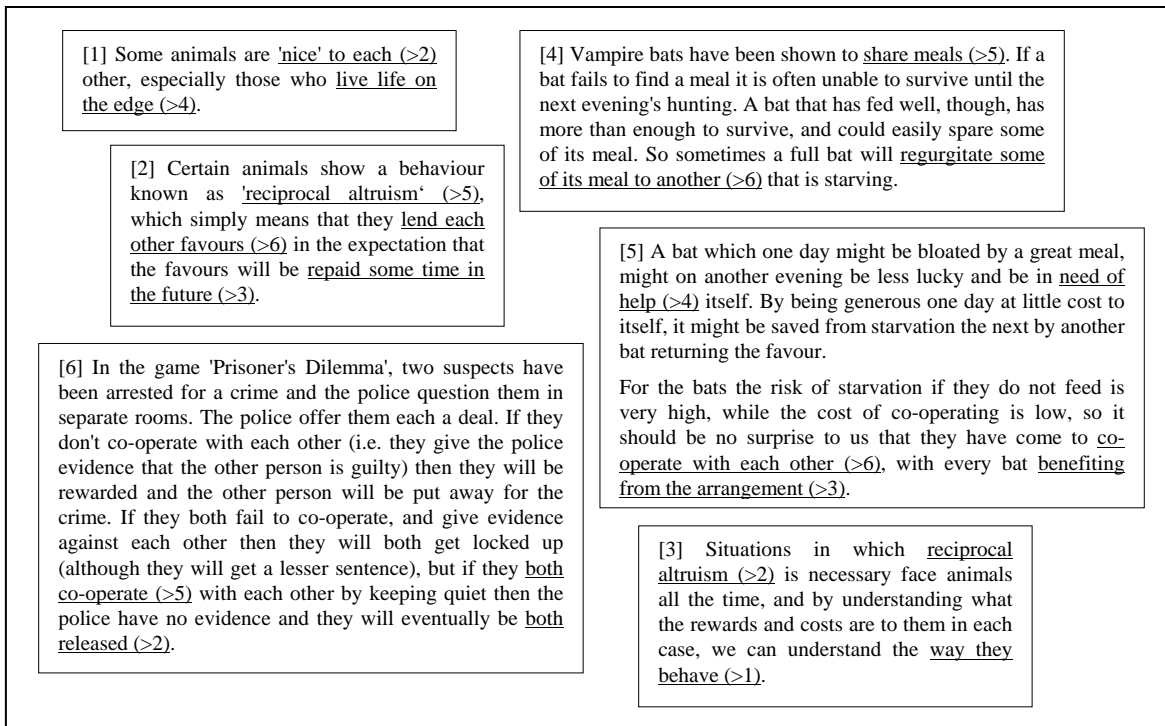 [1] Some animals are 'nice' to each (>2)
other, especially those who live life on
the edge (>4).
[2] Certain animals show a behaviour
known as 'reciprocal altruism‘ (>5),
which simply means that they lend each
other favours (>6) in the expectation that
the favours will be repaid some time in
the future (>3).
[4] Vampire bats have been shown to share meals (>5). If a
bat fails to find a meal it is often unable to survive until the
next evening's hunting. A bat that has fed well, though, has
more than enough to survive, and could easily spare some
of its meal. So sometimes a full bat will regurgitate some
of its meal to another (>6) that is starving.
[5] A bat which one day might be bloated by a great meal,
might on another evening be less lucky and be in need of
help (>4) itself. By being generous one day at little cost to
itself, it might be saved from starvation the next by another
bat returning the favour.
For the bats the risk of starvation if they do not feed is
very high, while the cost of co-operating is low, so it
should be no surprise to us that they have come to co-
operate with each other (>6), with every bat benefiting
from the arrangement (>3).
[6] In the game 'Prisoner's Dilemma', two suspects have
been arrested for a crime and the police question them in
separate rooms. The police offer them each a deal. If they
don't co-operate with each other (i.e. they give the police
evidence that the other person is guilty) then they will be
rewarded and the other person will be put away for the
crime. If they both fail to co-operate, and give evidence
against each other then they will both get locked up
(although they will get a lesser sentence), but if they both
co-operate (>5) with each other by keeping quiet then the
police have no evidence and they will eventually be both
released (>2).
[3] Situations in which reciprocal
altruism (>2) is necessary face animals
all the time, and by understanding what
the rewards and costs are to them in each
case, we can understand the way they
behave (>1).